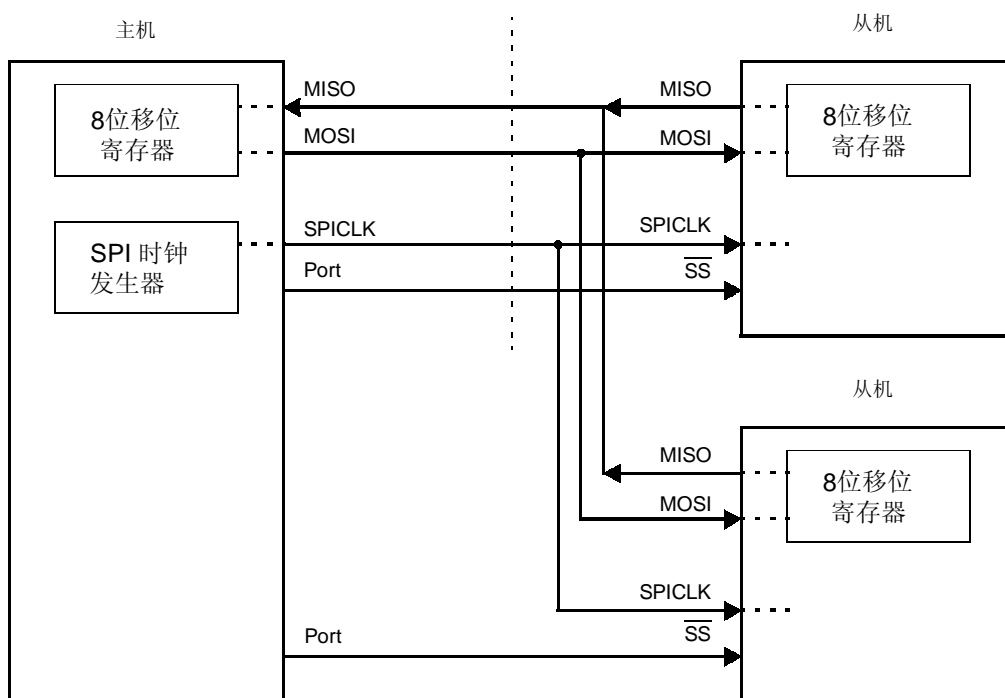 主机
从机
MISO
MISO
8位移位
寄存器
8位移位
寄存器
MOSI
MOSI
SPICLK
SPICLK
SPI 时钟
发生器
Port
SS
从机
MISO
8位移位
寄存器
MOSI
SPICLK
Port
SS